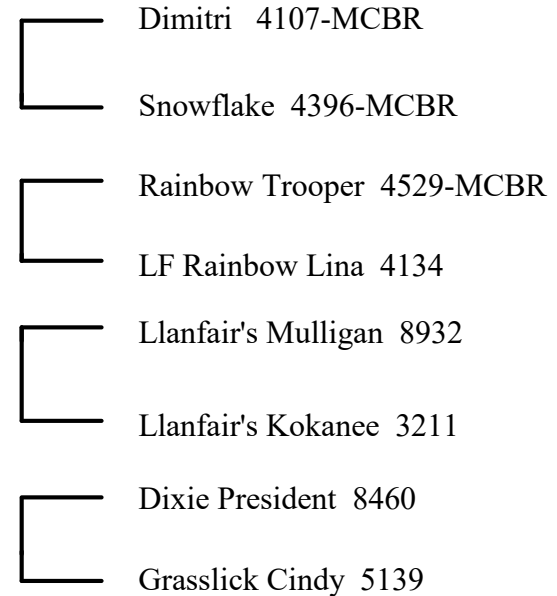 Dimitri 4107-MCBR
Snowflake 4396-MCBR
Rainbow Trooper 4529-MCBR
LF Rainbow Lina 4134
Llanfair's Mulligan 8932
Llanfair's Kokanee 3211
Dixie President 8460
Grasslick Cindy 5139